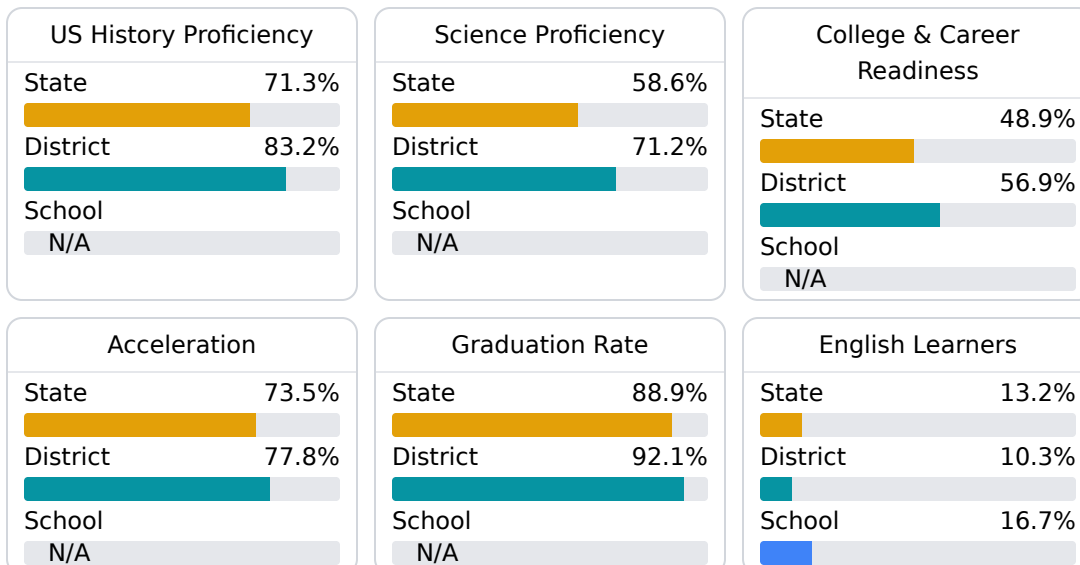 US History Proficiency
State 71.3%
District 83.2%
School
N/A
Science Proficiency
State 58.6%
District 71.2%
School
N/A
College & Career
Readiness
State 48.9%
District 56.9%
School
N/A
Acceleration
State 73.5%
District 77.8%
School
N/A
Graduation Rate
State 88.9%
District 92.1%
School
N/A
English Learners
State 13.2%
District 10.3%
School 16.7%